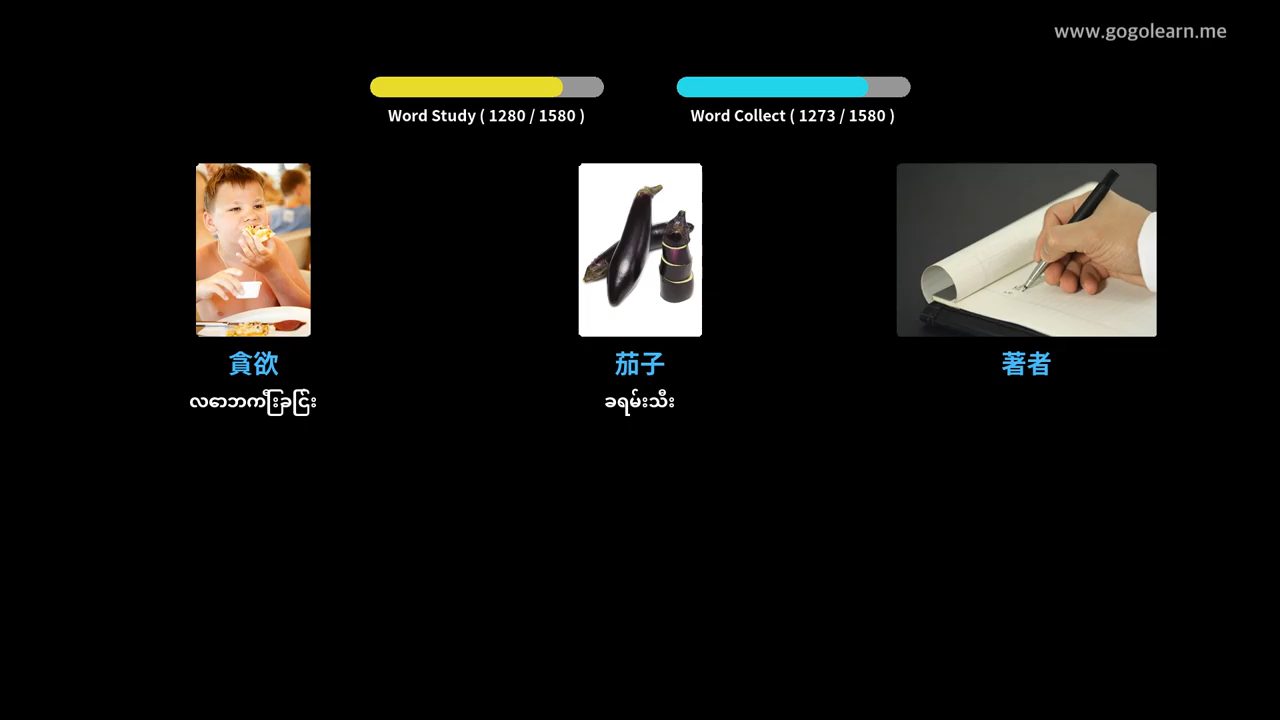 www.gogolearn.me
Word Study ( 1280 / 1580 )
Word Collect ( 1273 / 1580 )
貪欲
茄子
著者
လောဘကြီးခြင်း
ခရမ်းသီး